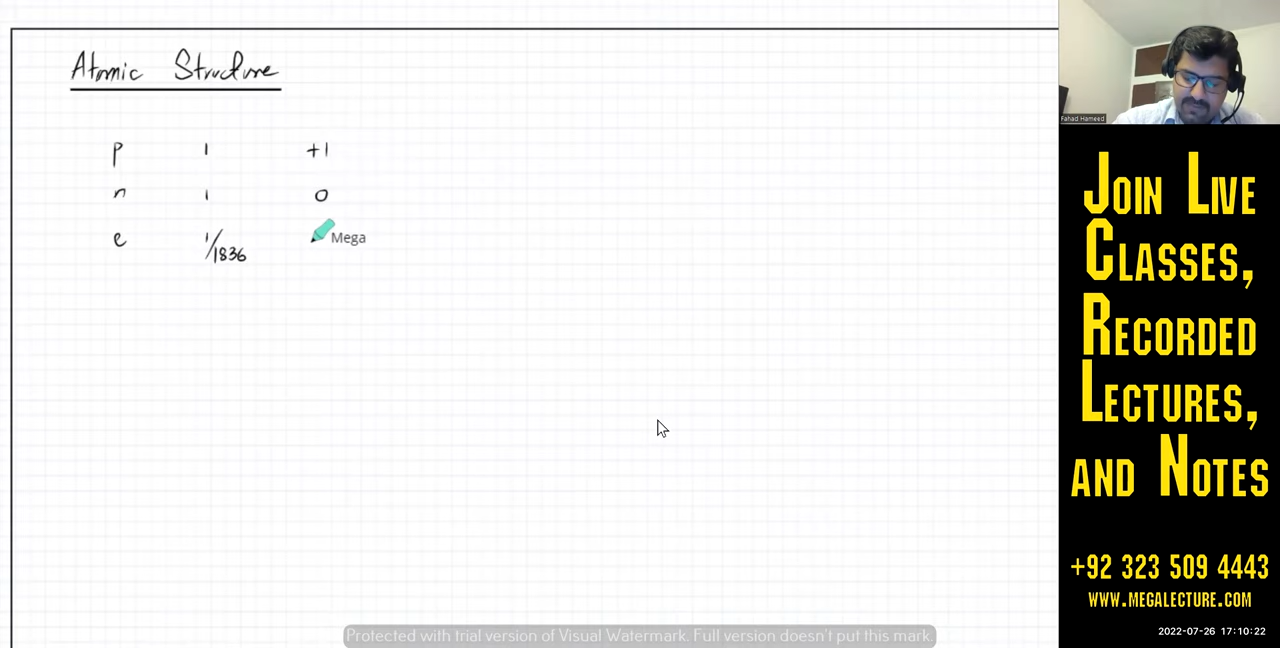 Atomic Structure
p 1 +1
n 1 0
e 1/1836
Mega
Fahad Hameed
JOIN LIVE
CLASSES,
RECORDED
LECTURES,
AND NOTES
+92 323 509 4443
WWW.MEGALECTURE.COM
2022-07-26 17:10:22
Protected with trial version of Visual Watermark. Full version doesn't put this mark.